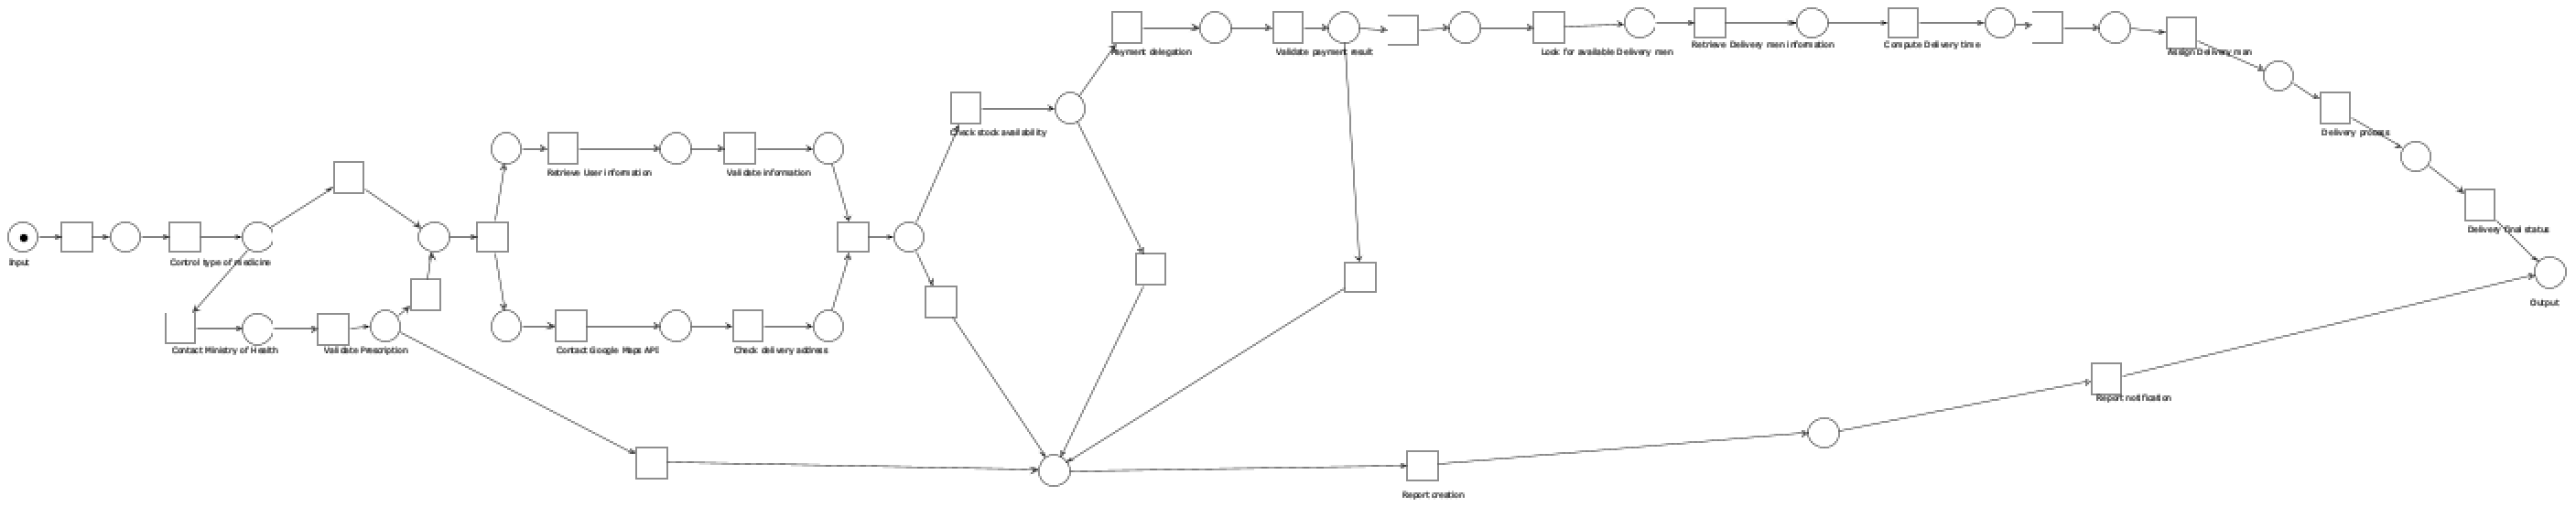 Payment delegation
Validate payment result
Look for available Delivery men
Retrieve Delivery men information
Compute Delivery time
Assign Delivery man
Check stock availability
Delivery process
Retrieve User information
Validate information
Delivery final status
Input
Control type of medicine
Output
Contact Ministry of Health
Validate Prescription
Contact Google Maps API
Check delivery address
Report notification
Report creation